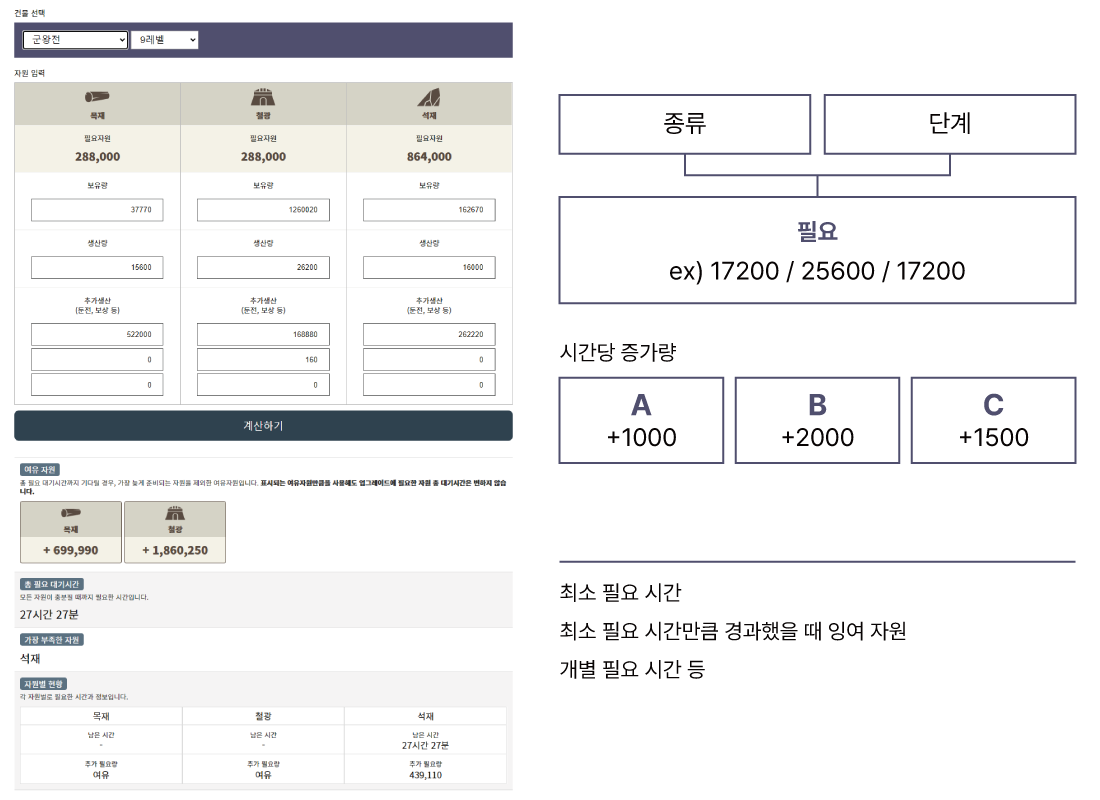 건물 선택
군왕전
9레벨
자원 입력
목재
철광
석재
필요자원
288,000
필요자원
288,000
필요자원
864,000
보유량
37770
보유량
1260020
보유량
162670
생산량
15600
생산량
26200
생산량
16000
추가생산
(둔전, 보상 등)
522000
0
0
추가생산
(둔전, 보상 등)
168880
160
0
추가생산
(둔전, 보상 등)
262220
0
0
계산하기
여유 자원
총 필요 대기시간까지 기다릴 경우, 가장 늦게 준비되는 자원을 제외한 여유자원입니다. 표시되는 여유자원만큼을 사용해도 업그레이드에 필요한 자원 총 대기시간은 변하지 않습
니다.
목재
+ 699,990
철광
+ 1,860,250
총 필요 대기시간
모든 자원이 충분될 때까지 필요한 시간입니다.
27시간 27분
가장 부족한 자원
석재
자원별 현황
각 자원별로 필요한 시간과 정보입니다.
목재
철광
석재
남은 시간
-
남은 시간
-
남은 시간
27시간 27분
추가 필요량
여유
추가 필요량
여유
추가 필요량
439,110
종류
단계
필요
ex) 17200 / 25600 / 17200
시간당 증가량
A
+1000
B
+2000
C
+1500
최소 필요 시간
최소 필요 시간만큼 경과했을 때 잉여 자원
개별 필요 시간 등